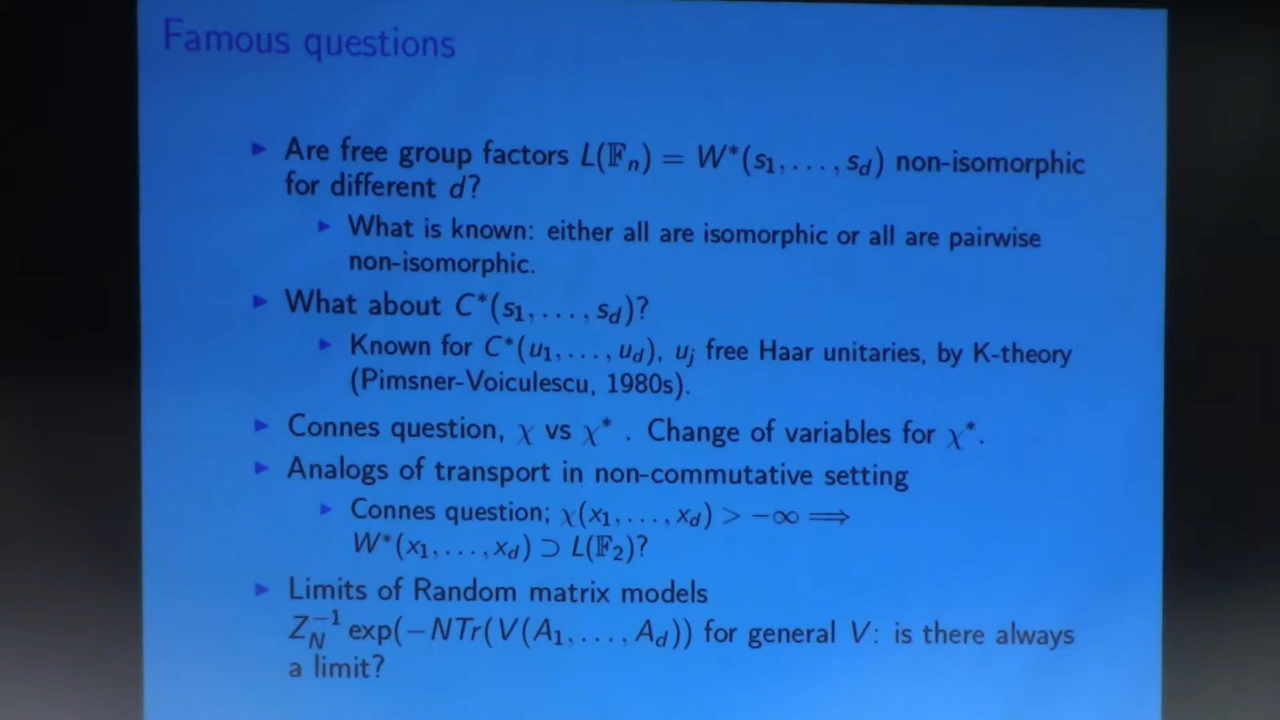 Famous questions
► Are free group factors L(𝔽ₙ) = W*(s₁, . . . , s_d) non-isomorphic
for different d?
► What is known: either all are isomorphic or all are pairwise
non-isomorphic.
► What about C*(s₁, . . . , s_d)?
► Known for C*(u₁, . . . , u_d), u_j free Haar unitaries, by K-theory
(Pimsner-Voiculescu, 1980s).
► Connes question, χ vs χ* . Change of variables for χ*.
► Analogs of transport in non-commutative setting
► Connes question; χ(x₁, . . . , x_d) > −∞ ⟹
W*(x₁, . . . , x_d) ⊃ L(𝔽₂)?
► Limits of Random matrix models
Z_N^{−1} exp(−NTr(V(A₁, . . . , A_d)) for general V: is there always
a limit?